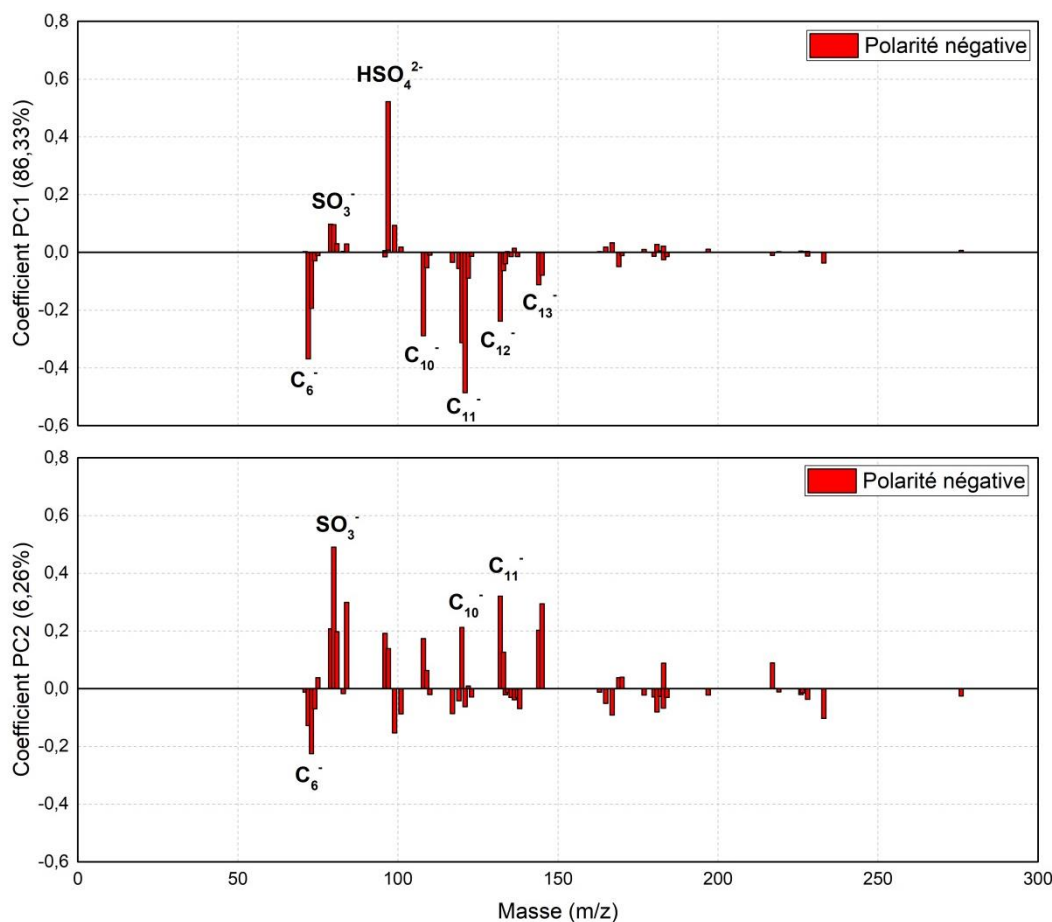 0,8
Polarité négative
HSO₄²⁻
0,6
0,4
SO₃⁻
0,2
0,0
-0,2
C₁₃⁻
C₁₀⁻
C₁₂⁻
-0,4
C₆⁻
C₁₁⁻
-0,6
Coefficient PC1 (86,33%)
0,8
Polarité négative
0,6
SO₃⁻
0,4
C₁₁⁻
C₁₀⁻
0,2
0,0
-0,2
C₆⁻
-0,4
-0,6
Coefficient PC2 (6,26%)
0 50 100 150 200 250 300
Masse (m/z)